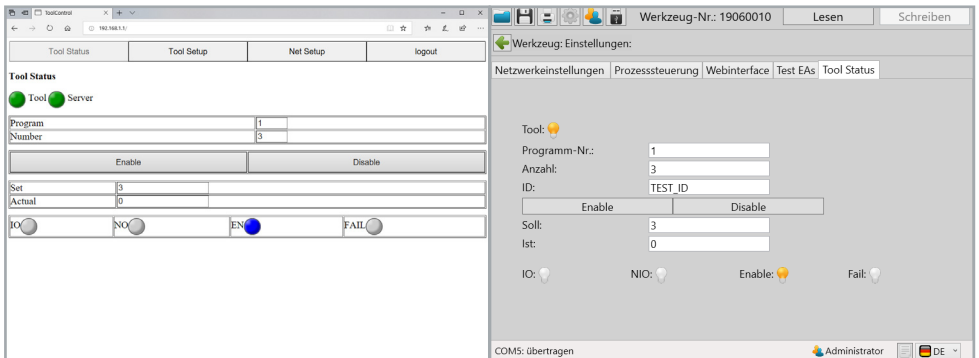 ToolControl
192.168.1.1/
Tool Status Tool Setup Net Setup logout
Tool Status
Tool Server
Program 1
Number 3
Enable Disable
Set 3
Actual 0
IO NO EN FAIL
Werkzeug-Nr.: 19060010 Lesen Schreiben
Werkzeug: Einstellungen:
Netzwerkeinstellungen Prozesssteuerung Webinterface Test EAs Tool Status
Tool:
Programm-Nr.: 1
Anzahl: 3
ID: TEST_ID
Enable Disable
Soll: 3
Ist: 0
IO: NIO: Enable: Fail:
COM5: übertragen Administrator DE